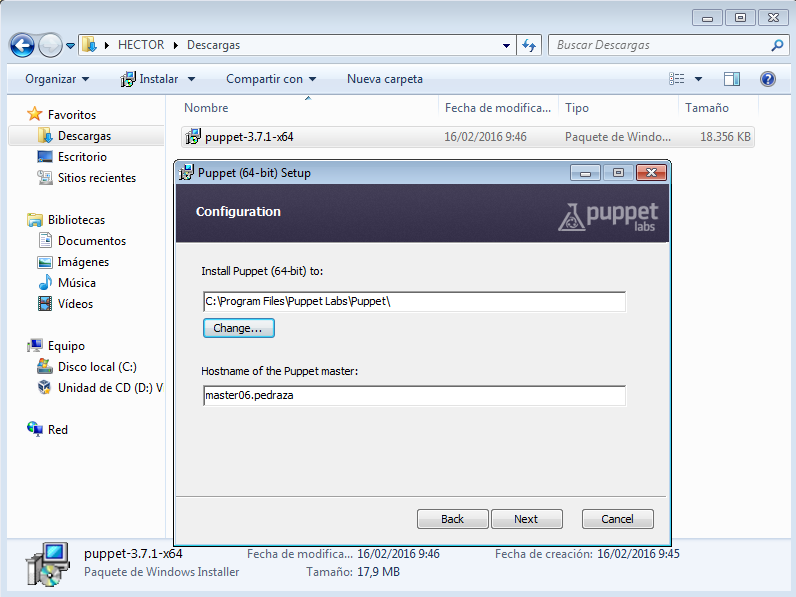 HECTOR ▸ Descargas
Buscar Descargas
Organizar Instalar Compartir con Nueva carpeta
Nombre Fecha de modifica... Tipo Tamaño
puppet-3.7.1-x64 16/02/2016 9:46 Paquete de Windo... 18.356 KB
Favoritos
Descargas
Escritorio
Sitios recientes
Bibliotecas
Documentos
Imágenes
Música
Vídeos
Equipo
Disco local (C:)
Unidad de CD (D:) V
Red
Puppet (64-bit) Setup
Configuration
puppet
labs
Install Puppet (64-bit) to:
C:\Program Files\Puppet Labs\Puppet\
Change...
Hostname of the Puppet master:
master06.pedraza
Back Next Cancel
puppet-3.7.1-x64 Fecha de modifica... 16/02/2016 9:46 Fecha de creación: 16/02/2016 9:45
Paquete de Windows Installer Tamaño: 17,9 MB